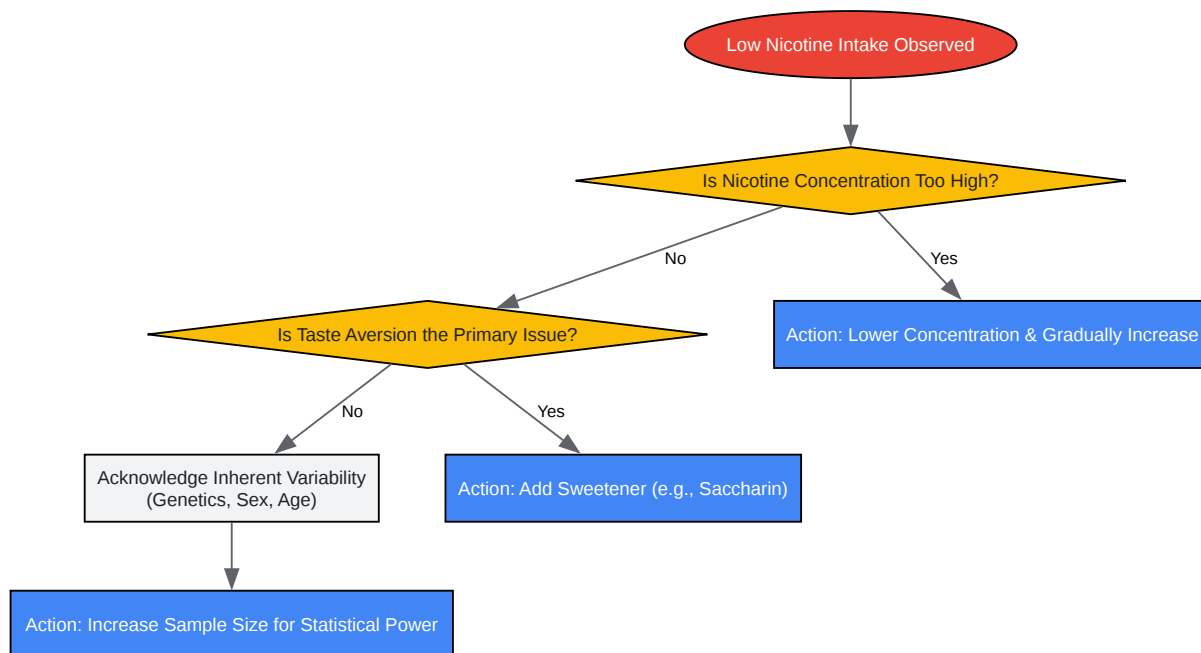 Low Nicotine Intake Observed
Is Nicotine Concentration Too High?
No
Yes
Is Taste Aversion the Primary Issue?
Action: Lower Concentration & Gradually Increase
No
Yes
Acknowledge Inherent Variability
(Genetics, Sex, Age)
Action: Add Sweetener (e.g., Saccharin)
Action: Increase Sample Size for Statistical Power